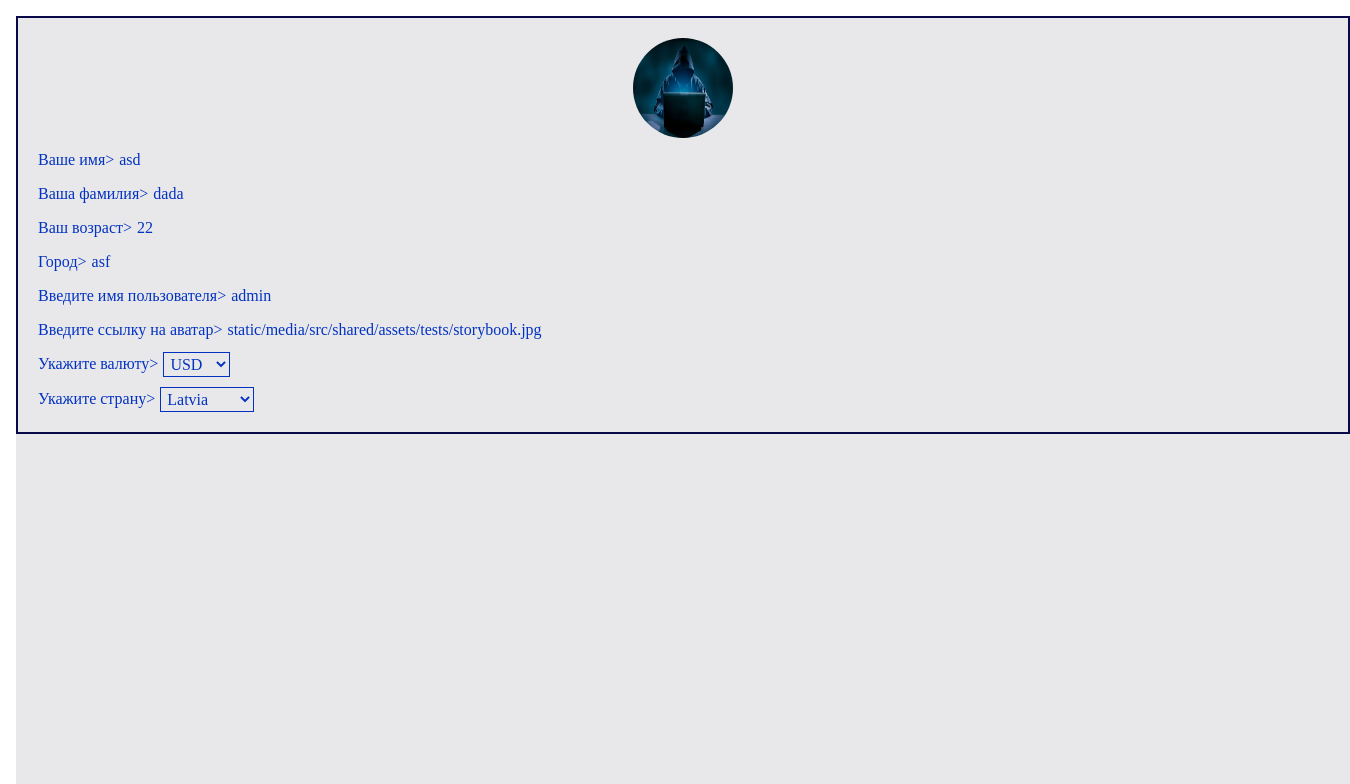 Ваше имя> asd
Ваша фамилия> dada
Ваш возраст> 22
Город> asf
Введите имя пользователя> admin
Введите ссылку на аватар> static/media/src/shared/assets/tests/storybook.jpg
Укажите валюту> USD
Укажите страну> Latvia